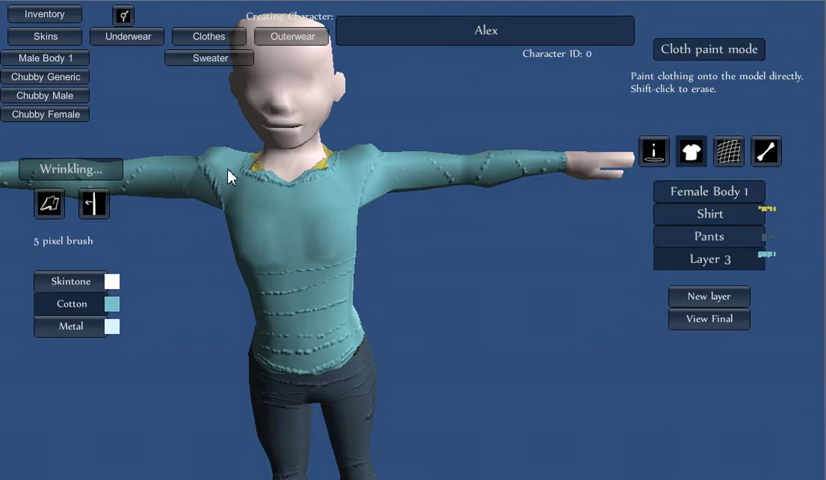 Inventory
Creating Character:
Alex
Skins
Underwear
Clothes
Outerwear
Male Body 1
Sweater
Character ID: 0
Cloth paint mode
Chubby Generic
Paint clothing onto the model directly.
Shift-click to erase.
Chubby Male
Chubby Female
Wrinkling...
Female Body 1
Shirt
5 pixel brush
Pants
Layer 3
Skintone
Cotton
Metal
New layer
View Final